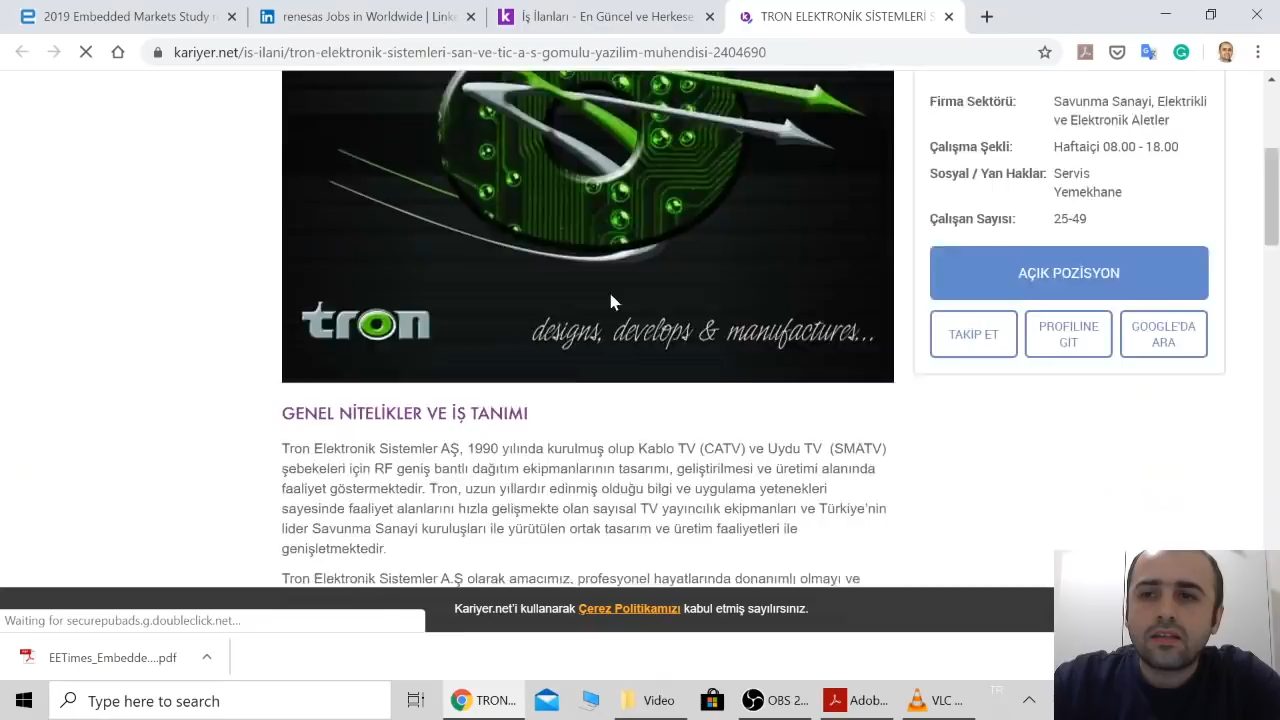 2019 Embedded Markets Study r
renesas Jobs in Worldwide | Linke
İş İlanları - En Güncel ve Herkese
TRON ELEKTRONİK SİSTEMLERİ S
kariyer.net/is-ilani/tron-elektronik-sistemleri-san-ve-tic-a-s-gomulu-yazilim-muhendisi-2404690
tron
designs, develops & manufactures...
Firma Sektörü: Savunma Sanayi, Elektrikli
ve Elektronik Aletler
Çalışma Şekli: Haftaiçi 08.00 - 18.00
Sosyal / Yan Haklar: Servis
Yemekhane
Çalışan Sayısı: 25-49
AÇIK POZİSYON
TAKİP ET
PROFİLİNE
GİT
GOOGLE'DA
ARA
GENEL NİTELİKLER VE İŞ TANIMI
Tron Elektronik Sistemler AŞ, 1990 yılında kurulmuş olup Kablo TV (CATV) ve Uydu TV (SMATV)
şebekeleri için RF geniş bantlı dağıtım ekipmanlarının tasarımı, geliştirilmesi ve üretimi alanında
faaliyet göstermektedir. Tron, uzun yıllardır edinmiş olduğu bilgi ve uygulama yetenekleri
sayesinde faaliyet alanlarını hızla gelişmekte olan sayısal TV yayıncılık ekipmanları ve Türkiye'nin
lider Savunma Sanayi kuruluşları ile yürütülen ortak tasarım ve üretim faaliyetleri ile
genişletmektedir.
Tron Elektronik Sistemler A.Ş olarak amacımız, profesyonel hayatlarında donanımlı olmayı ve
Kariyer.net'i kullanarak Çerez Politikamızı kabul etmiş sayılırsınız.
Waiting for securepubads.g.doubleclick.net...
EETimes_Embedde....pdf
Type here to search
TRON...
Video
OBS 2...
Adob...
VLC ...
TR